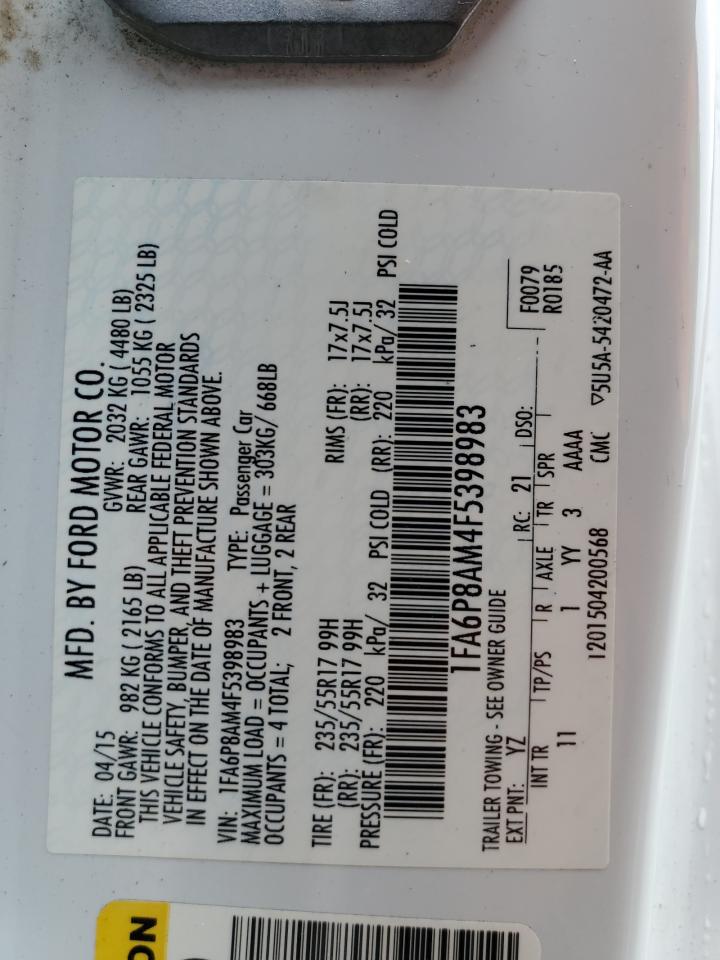 MFD. BY FORD MOTOR CO.
DATE: 04/15 GVWR: 2032 KG ( 4480 LB)
FRONT GAWR: 982 KG ( 2165 LB) REAR GAWR: 1055 KG ( 2325 LB)
THIS VEHICLE CONFORMS TO ALL APPLICABLE FEDERAL MOTOR
VEHICLE SAFETY, BUMPER, AND THEFT PREVENTION STANDARDS
IN EFFECT ON THE DATE OF MANUFACTURE SHOWN ABOVE.
VIN: 1FA6P8AM4F5398983 TYPE: Passenger Car
MAXIMUM LOAD = OCCUPANTS + LUGGAGE = 303KG/ 668LB
OCCUPANTS = 4 TOTAL; 2 FRONT, 2 REAR
TIRE (FR): 235/55R17 99H RIMS (FR): 17x7.5J
(RR): 235/55R17 99H (RR): 17x7.5J
PRESSURE (FR): 220 kPa/ 32 PSI COLD (RR): 220 kPa/ 32 PSI COLD
1FA6P8AM4F5398983
TRAILER TOWING - SEE OWNER GUIDE
EXT PNT: YZ RC: 21 DSO: F0079
R0185
INT TR TP/PS R AXLE TR SPR
11 1 YY 3 AAAA
1201504200568 CMC ▽5U5A-5420472-AA
ON